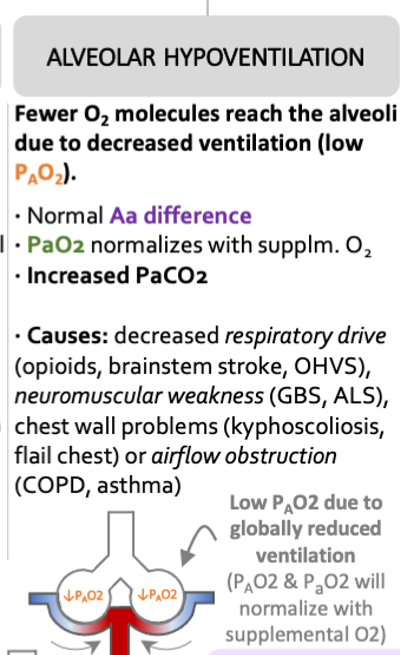 ALVEOLAR HYPOVENTILATION
Fewer O₂ molecules reach the alveoli
due to decreased ventilation (low
PAO₂).
· Normal Aa difference
· PaO2 normalizes with supplm. O₂
· Increased PaCO2
· Causes: decreased respiratory drive
(opioids, brainstem stroke, OHVS),
neuromuscular weakness (GBS, ALS),
chest wall problems (kyphoscoliosis,
flail chest) or airflow obstruction
(COPD, asthma)
Low PAO2 due to
globally reduced
ventilation
(PAO2 & PaO2 will
normalize with
supplemental O2)
↓PAO2 ↓PAO2